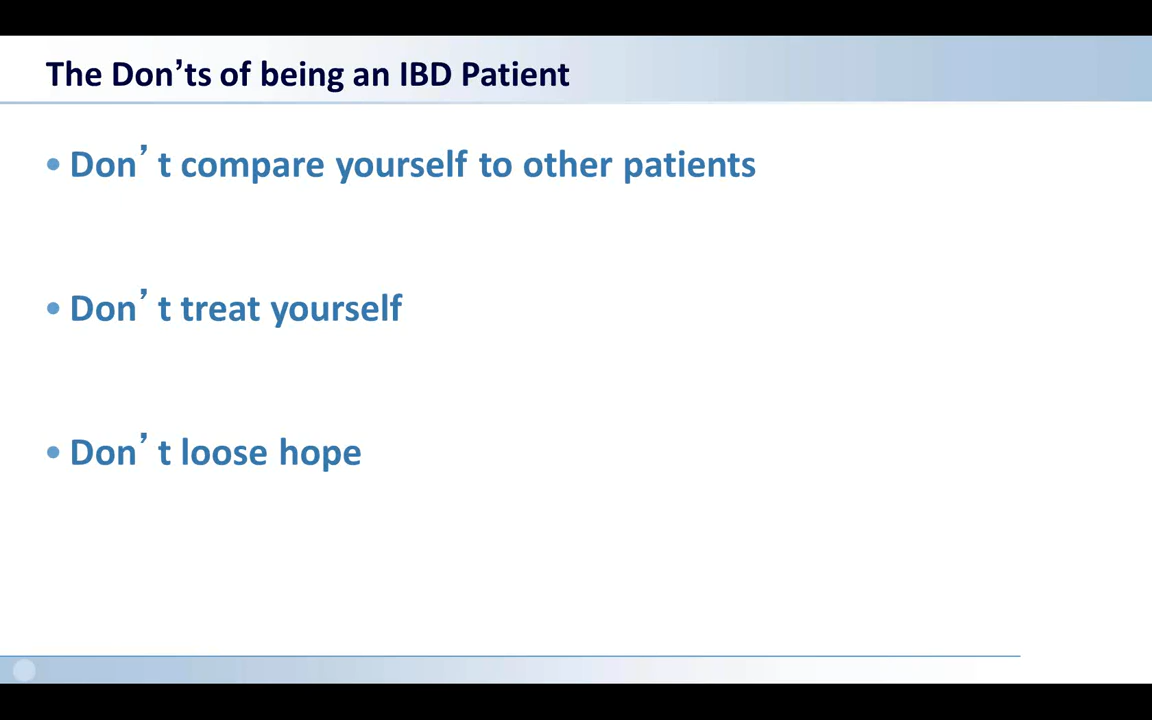 The Don’ts of being an IBD Patient
• Don’ t compare yourself to other patients
• Don’ t treat yourself
• Don’ t loose hope